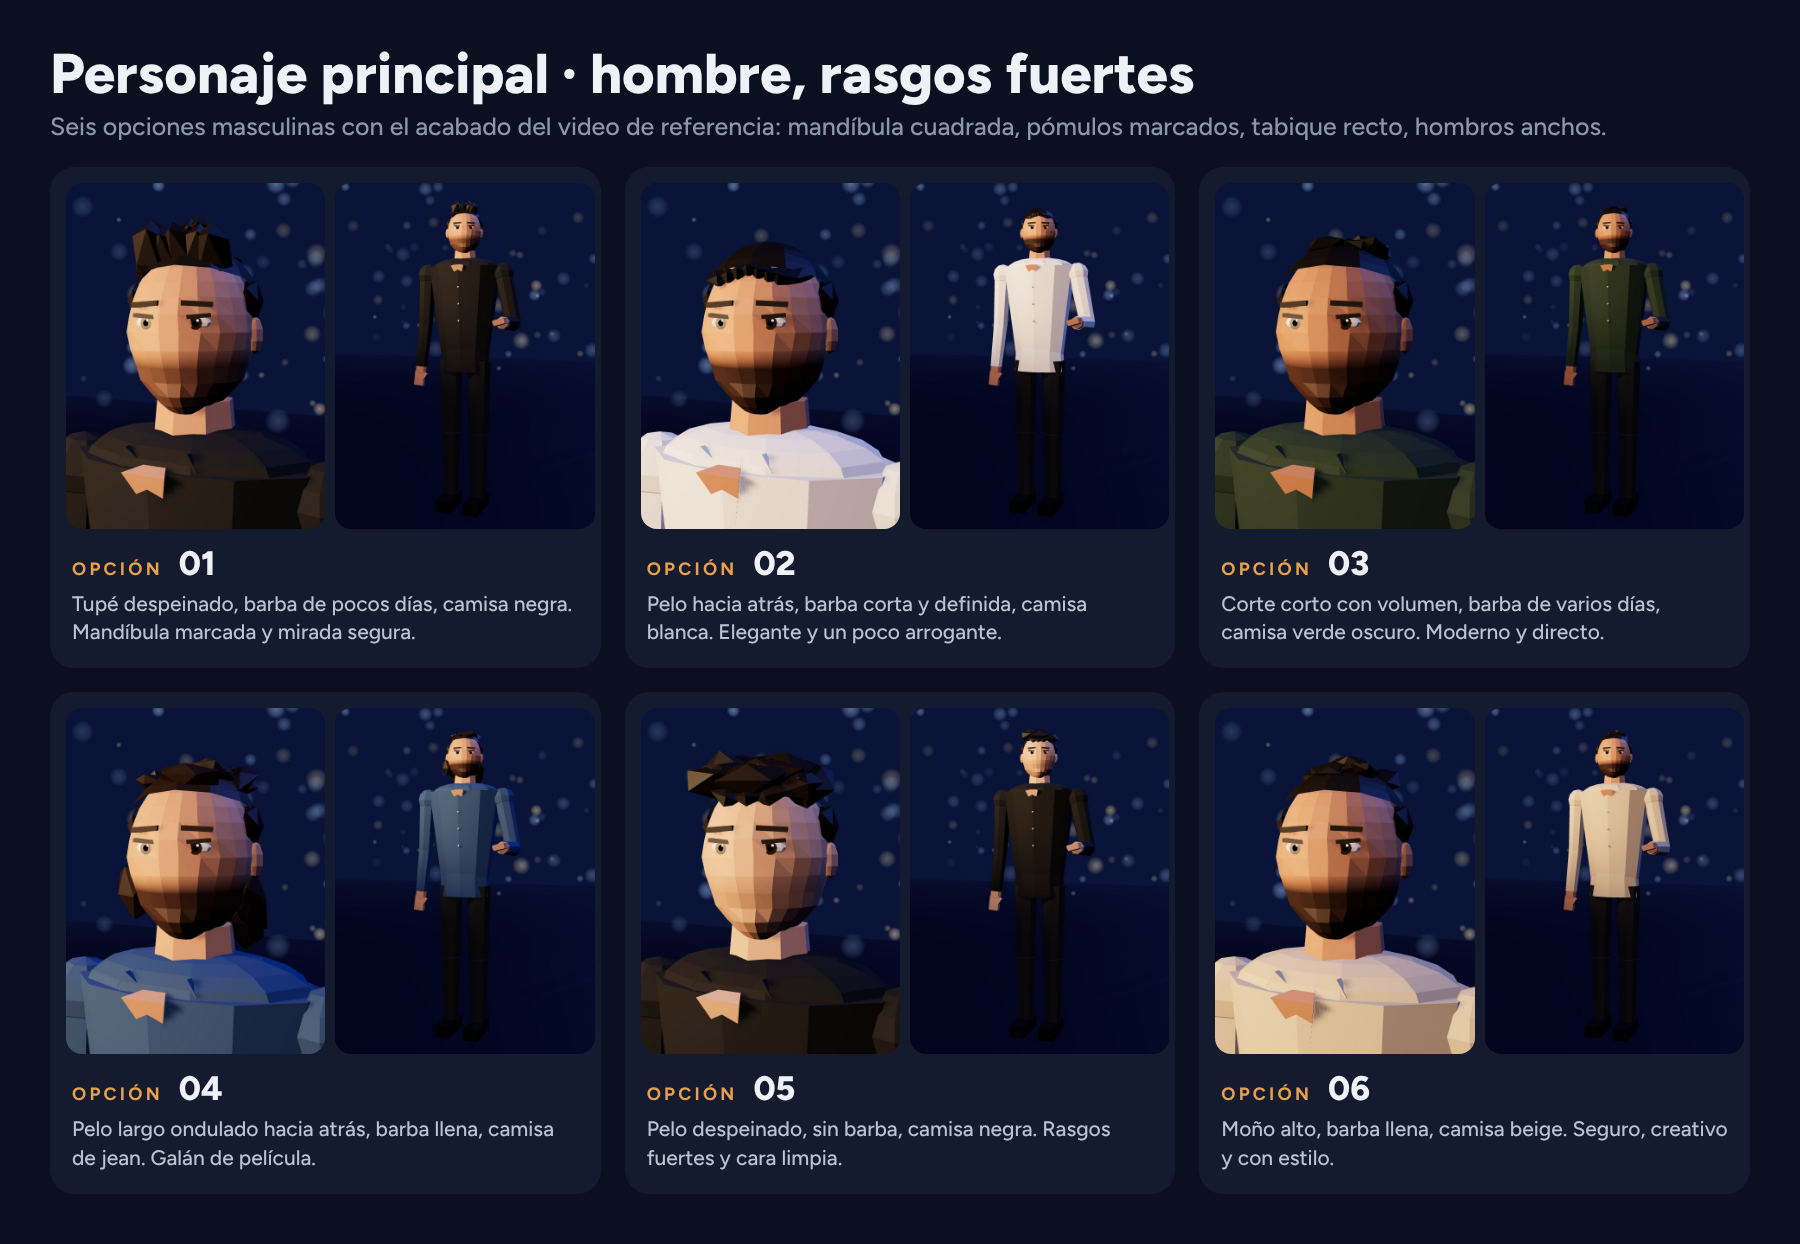 Personaje principal · hombre, rasgos fuertes
Seis opciones masculinas con el acabado del video de referencia: mandíbula cuadrada, pómulos marcados, tabique recto, hombros anchos.
OPCIÓN 01
Tupé despeinado, barba de pocos días, camisa negra.
Mandíbula marcada y mirada segura.
OPCIÓN 02
Pelo hacia atrás, barba corta y definida, camisa
blanca. Elegante y un poco arrogante.
OPCIÓN 03
Corte corto con volumen, barba de varios días,
camisa verde oscuro. Moderno y directo.
OPCIÓN 04
Pelo largo ondulado hacia atrás, barba llena, camisa
de jean. Galán de película.
OPCIÓN 05
Pelo despeinado, sin barba, camisa negra. Rasgos
fuertes y cara limpia.
OPCIÓN 06
Moño alto, barba llena, camisa beige. Seguro, creativo
y con estilo.